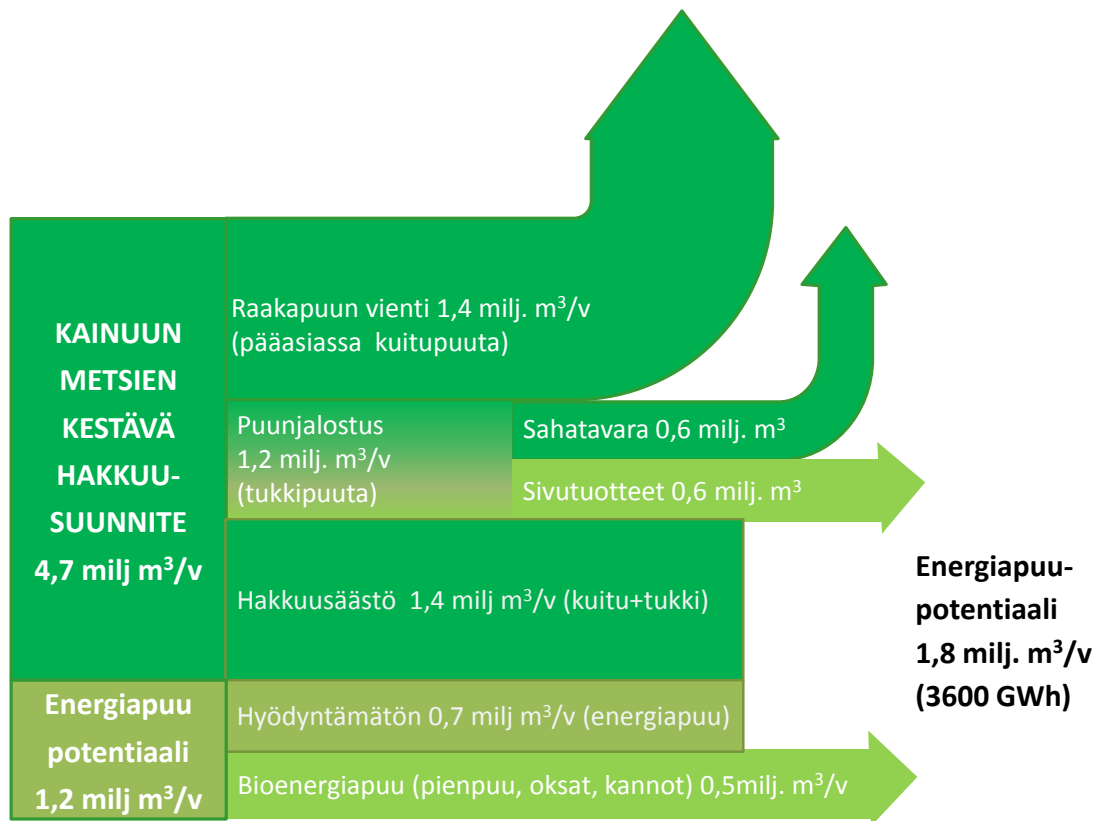 KAINUUN
METSIEN
KESTÄVÄ
HAKKUU-
SUUNNITE
4,7 milj m³/v
Energiapuu
potentiaali
1,2 milj m³/v
Raakapuun vienti 1,4 milj. m³/v
(pääasiassa kuitupuuta)
Puunjalostus
1,2 milj. m³/v
(tukkipuuta)
Sahatavara 0,6 milj. m³
Sivutuotteet 0,6 milj. m³
Hakkuusäästö 1,4 milj m³/v (kuitu+tukki)
Hyödyntämätön 0,7 milj m³/v (energiapuu)
Bioenergiapuu (pienpuu, oksat, kannot) 0,5milj. m³/v
Energiapuu-
potentiaali
1,8 milj. m³/v
(3600 GWh)